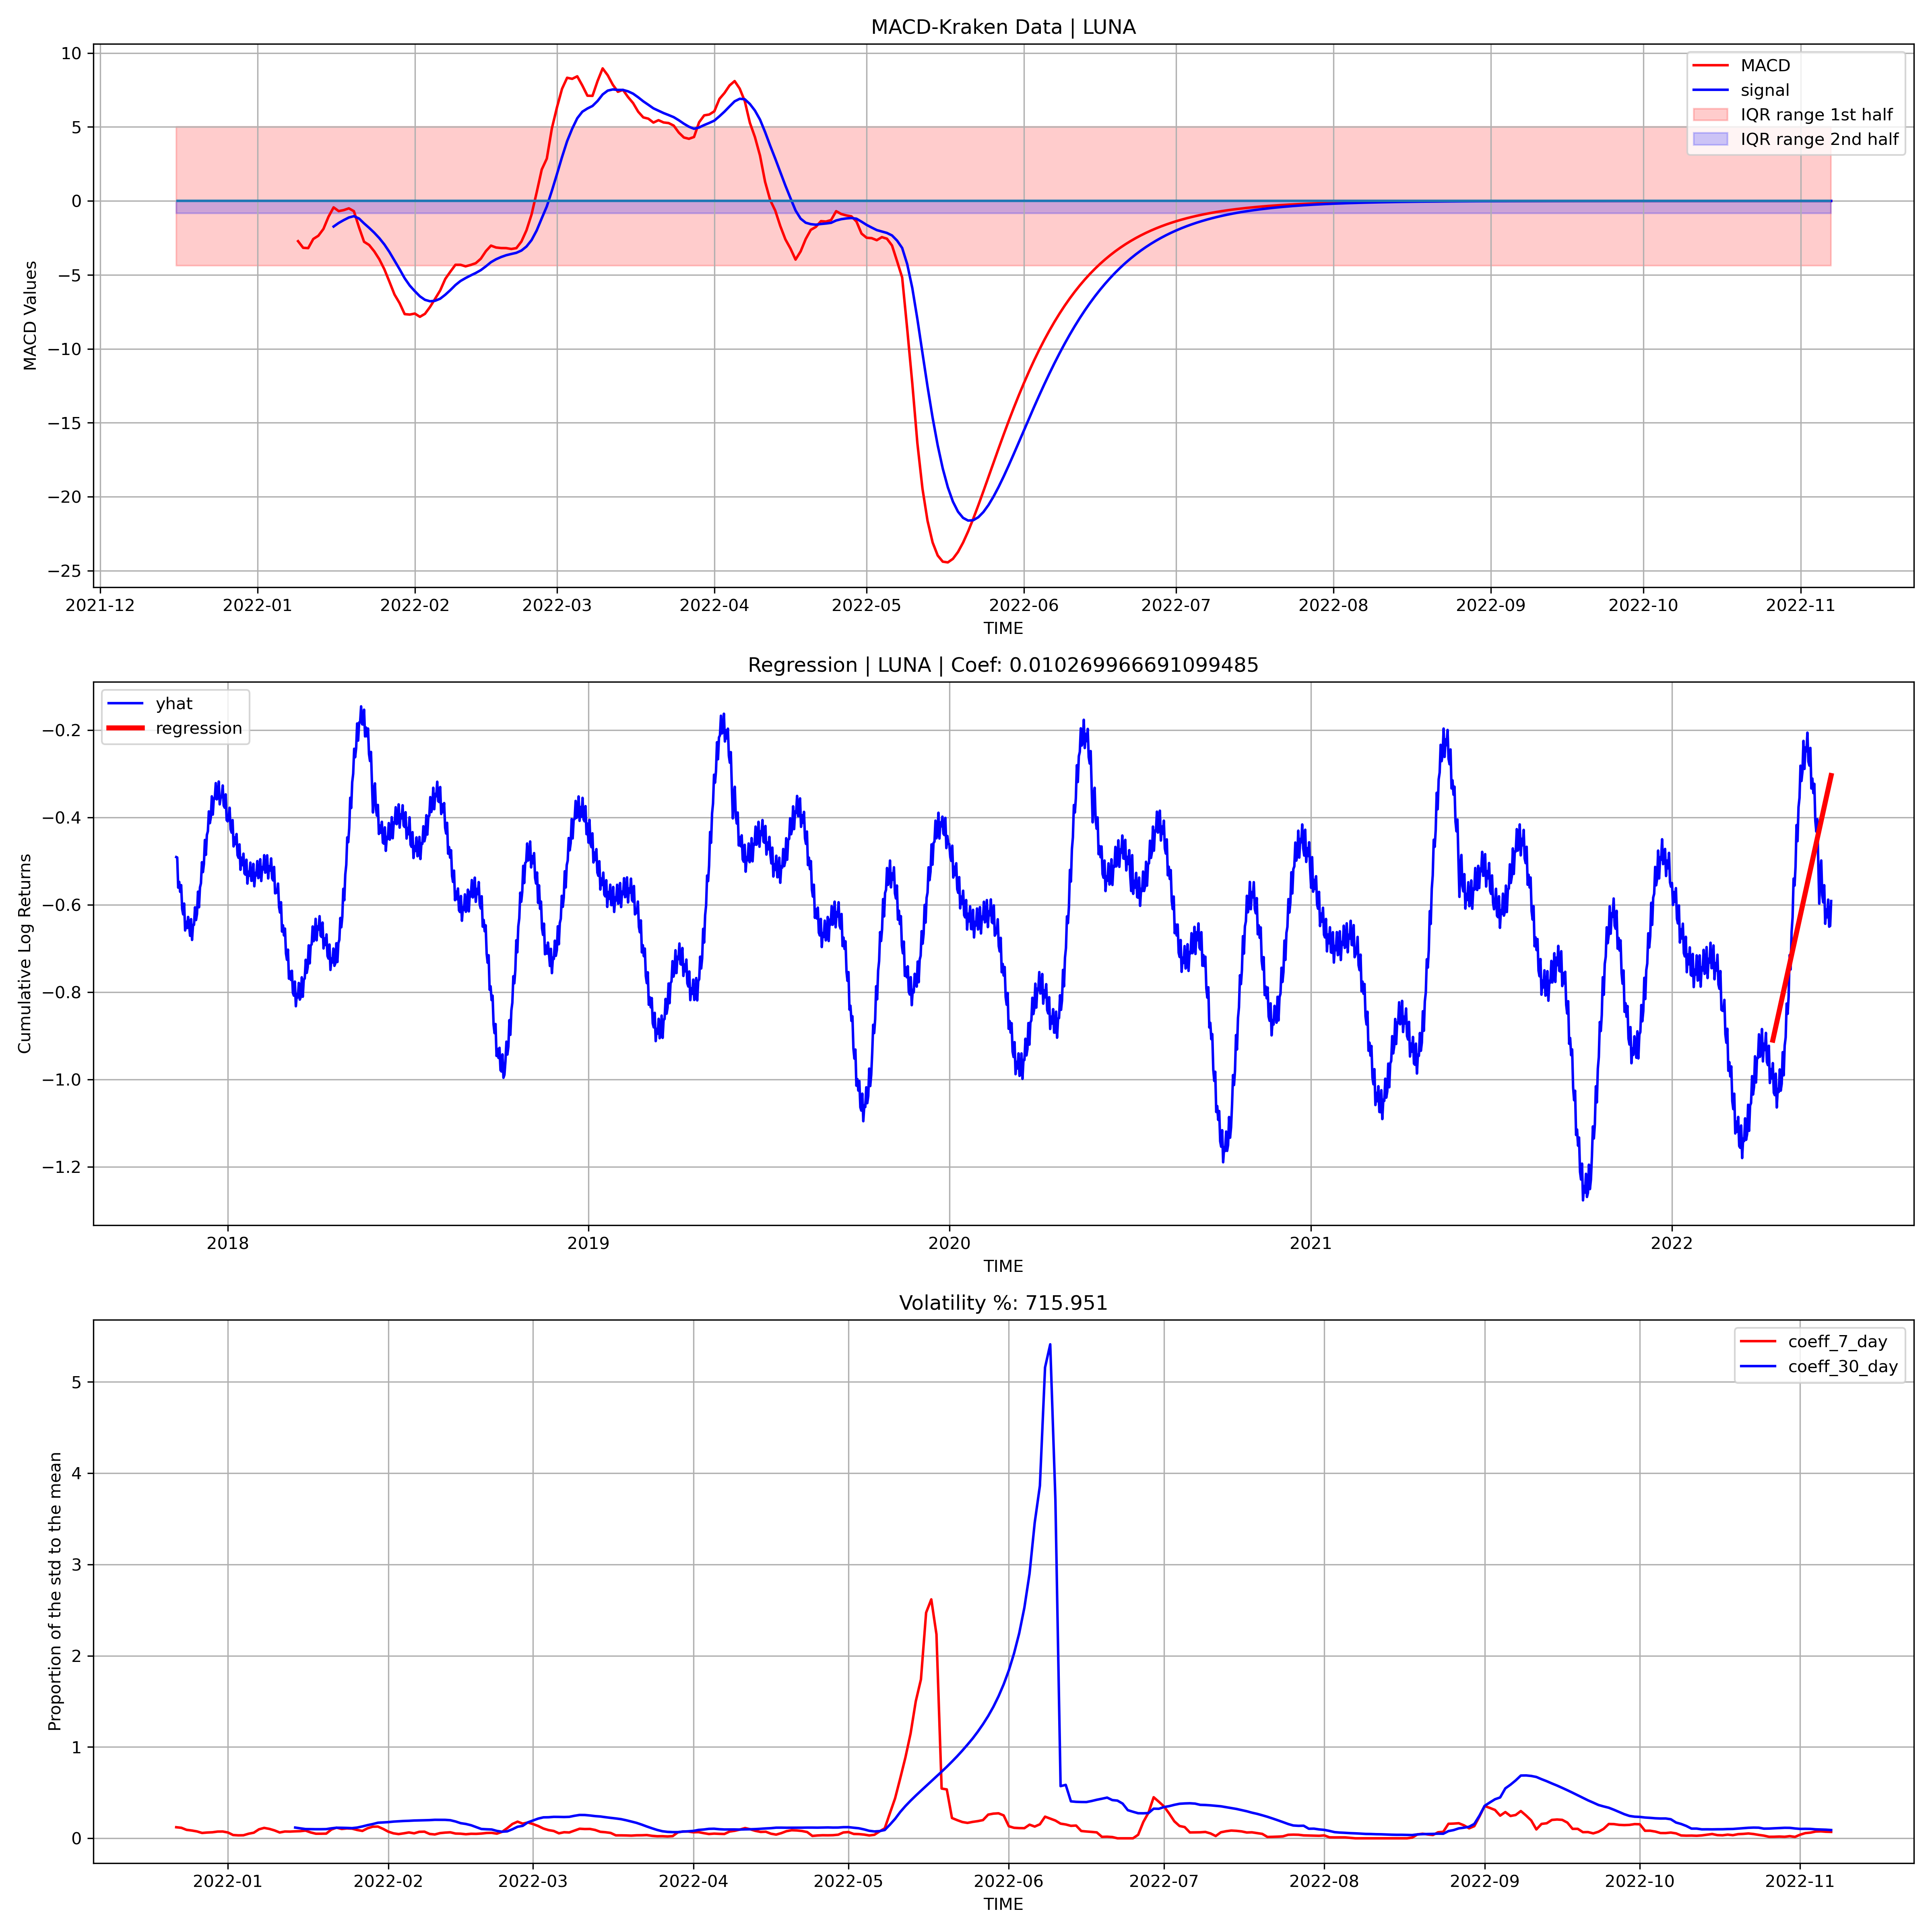 MACD-Kraken Data | LUNA
MACD Values
10
5
0
−5
−10
−15
−20
−25
MACD
signal
IQR range 1st half
IQR range 2nd half
2021-12 2022-01 2022-02 2022-03 2022-04 2022-05 2022-06 2022-07 2022-08 2022-09 2022-10 2022-11
TIME
Regression | LUNA | Coef: 0.010269966691099485
Cumulative Log Returns
yhat
regression
−0.2
−0.4
−0.6
−0.8
−1.0
−1.2
2018 2019 2020 2021 2022
TIME
Volatility %: 715.951
Proportion of the std to the mean
coeff_7_day
coeff_30_day
5
4
3
2
1
0
2022-01 2022-02 2022-03 2022-04 2022-05 2022-06 2022-07 2022-08 2022-09 2022-10 2022-11
TIME